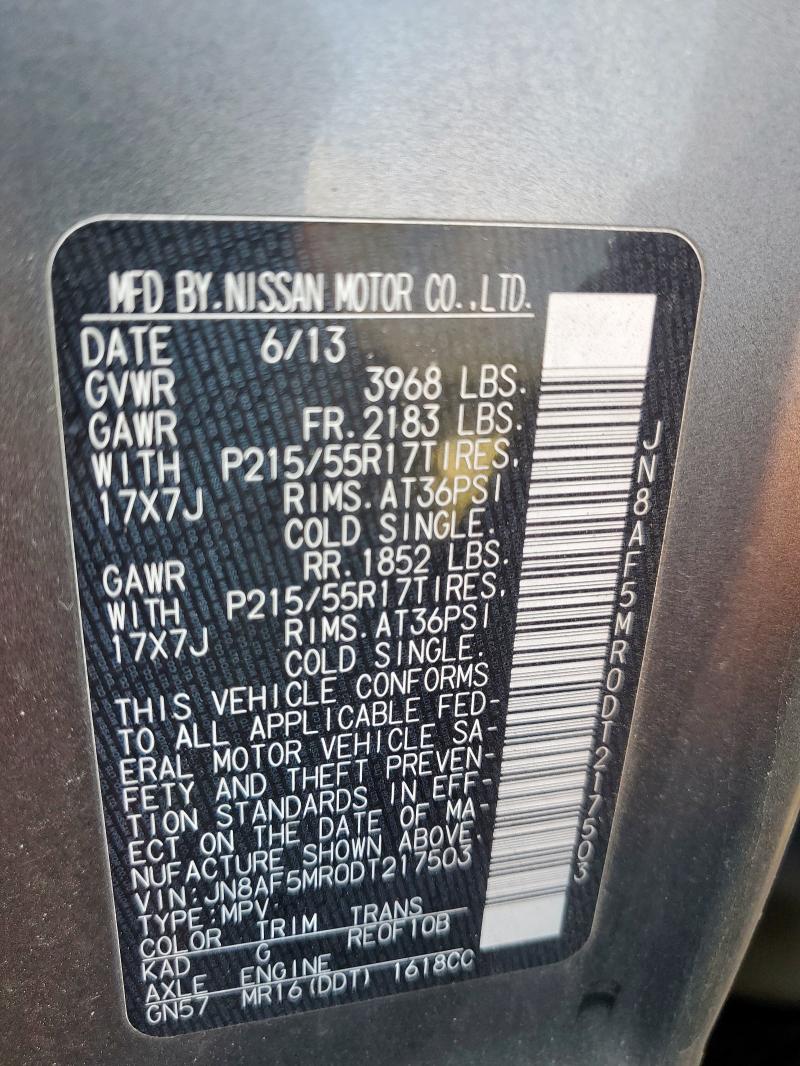 MFD BY.NISSAN MOTOR CO.,LTD.
DATE 6/13
GVWR 3968 LBS.
GAWR FR.2183 LBS.
WITH P215/55R17TIRES,
17X7J RIMS.AT36PSI
COLD SINGLE.
GAWR RR.1852 LBS.
WITH P215/55R17TIRES,
17X7J RIMS.AT36PSI
COLD SINGLE.
THIS VEHICLE CONFORMS
TO ALL APPLICABLE FED-
ERAL MOTOR VEHICLE SA-
FETY AND THEFT PREVEN-
TION STANDARDS IN EFF-
ECT ON THE DATE OF MA-
NUFACTURE SHOWN ABOVE.
VIN:JN8AF5MR0DT217503
TYPE:MPV
COLOR TRIM TRANS
KAD G RE0F10B
AXLE ENGINE
GN57 MR16(DDT) 1618CC
JN8AF5MR0DT217503